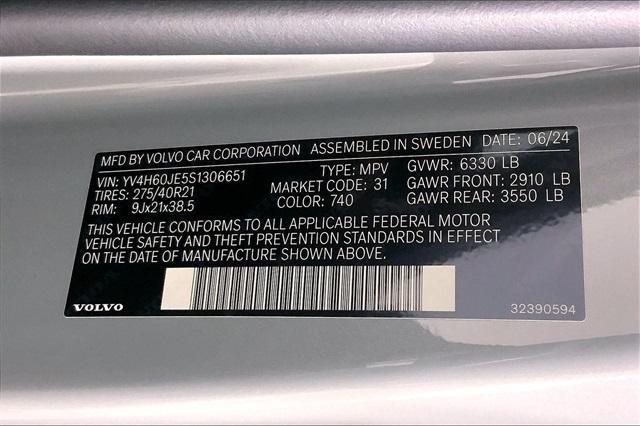 MFD BY VOLVO CAR CORPORATION ASSEMBLED IN SWEDEN DATE: 06/24
VIN: YV4H60JE5S1306651 TYPE: MPV GVWR: 6330 LB
TIRES: 275/40R21 MARKET CODE: 31 GAWR FRONT: 2910 LB
RIM: 9Jx21x38.5 COLOR: 740 GAWR REAR: 3550 LB
THIS VEHICLE CONFORMS TO ALL APPLICABLE FEDERAL MOTOR
VEHICLE SAFETY AND THEFT PREVENTION STANDARDS IN EFFECT
ON THE DATE OF MANUFACTURE SHOWN ABOVE.
VOLVO 32390594